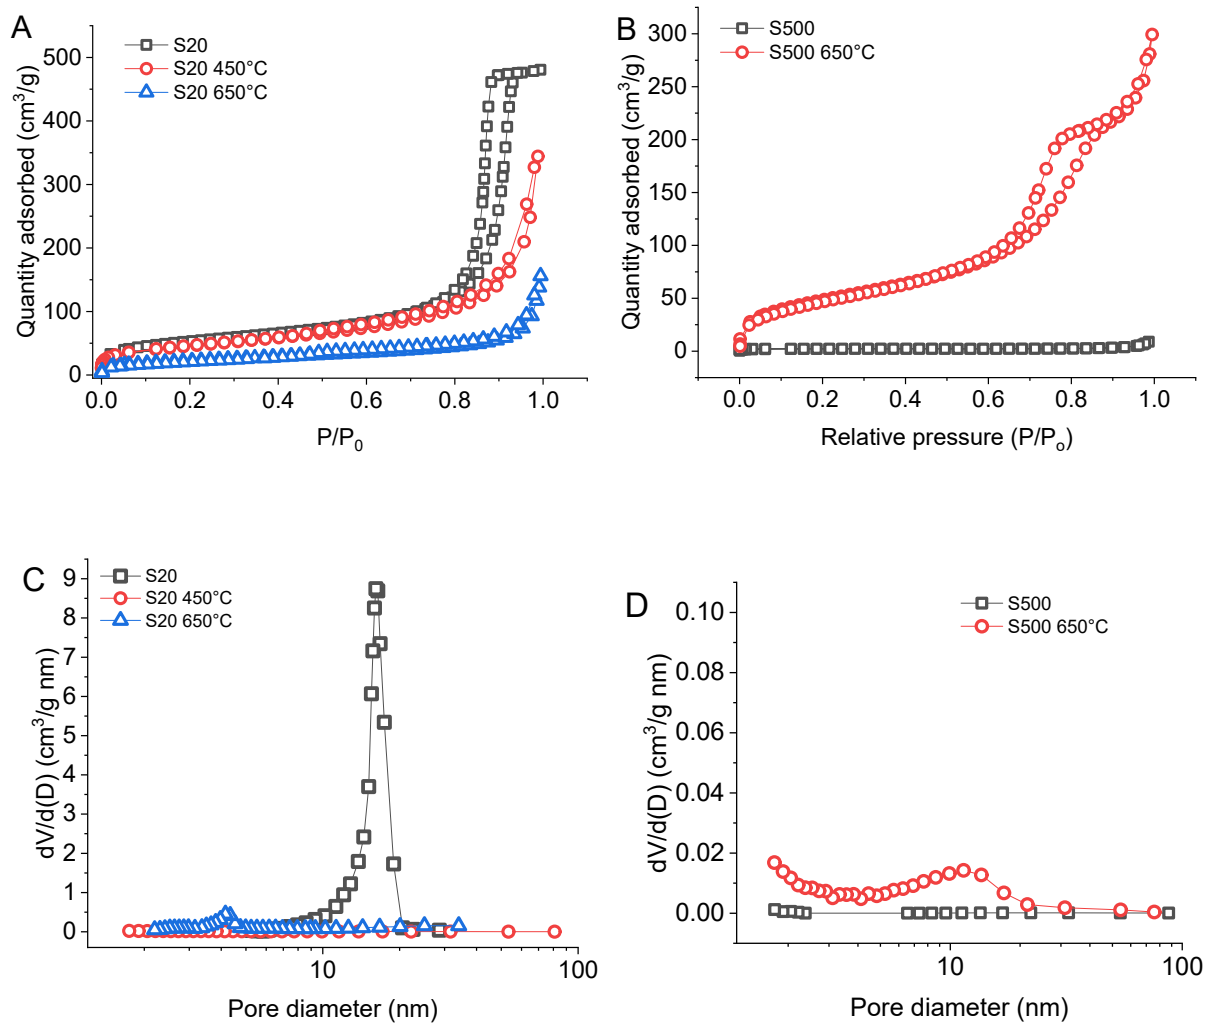 A
S20
S20 450°C
S20 650°C
500
400
300
200
100
0
Quantity adsorbed (cm³/g)
0.0 0.2 0.4 0.6 0.8 1.0
P/P₀
B
S500
S500 650°C
300
250
200
150
100
50
0
Quantity adsorbed (cm³/g)
0.0 0.2 0.4 0.6 0.8 1.0
Relative pressure (P/Pₒ)
C
S20
S20 450°C
S20 650°C
9
8
7
6
5
4
3
2
1
0
dV/d(D) (cm³/g nm)
10 100
Pore diameter (nm)
D
S500
S500 650°C
0.10
0.08
0.06
0.04
0.02
0.00
dV/d(D) (cm³/g nm)
10 100
Pore diameter (nm)